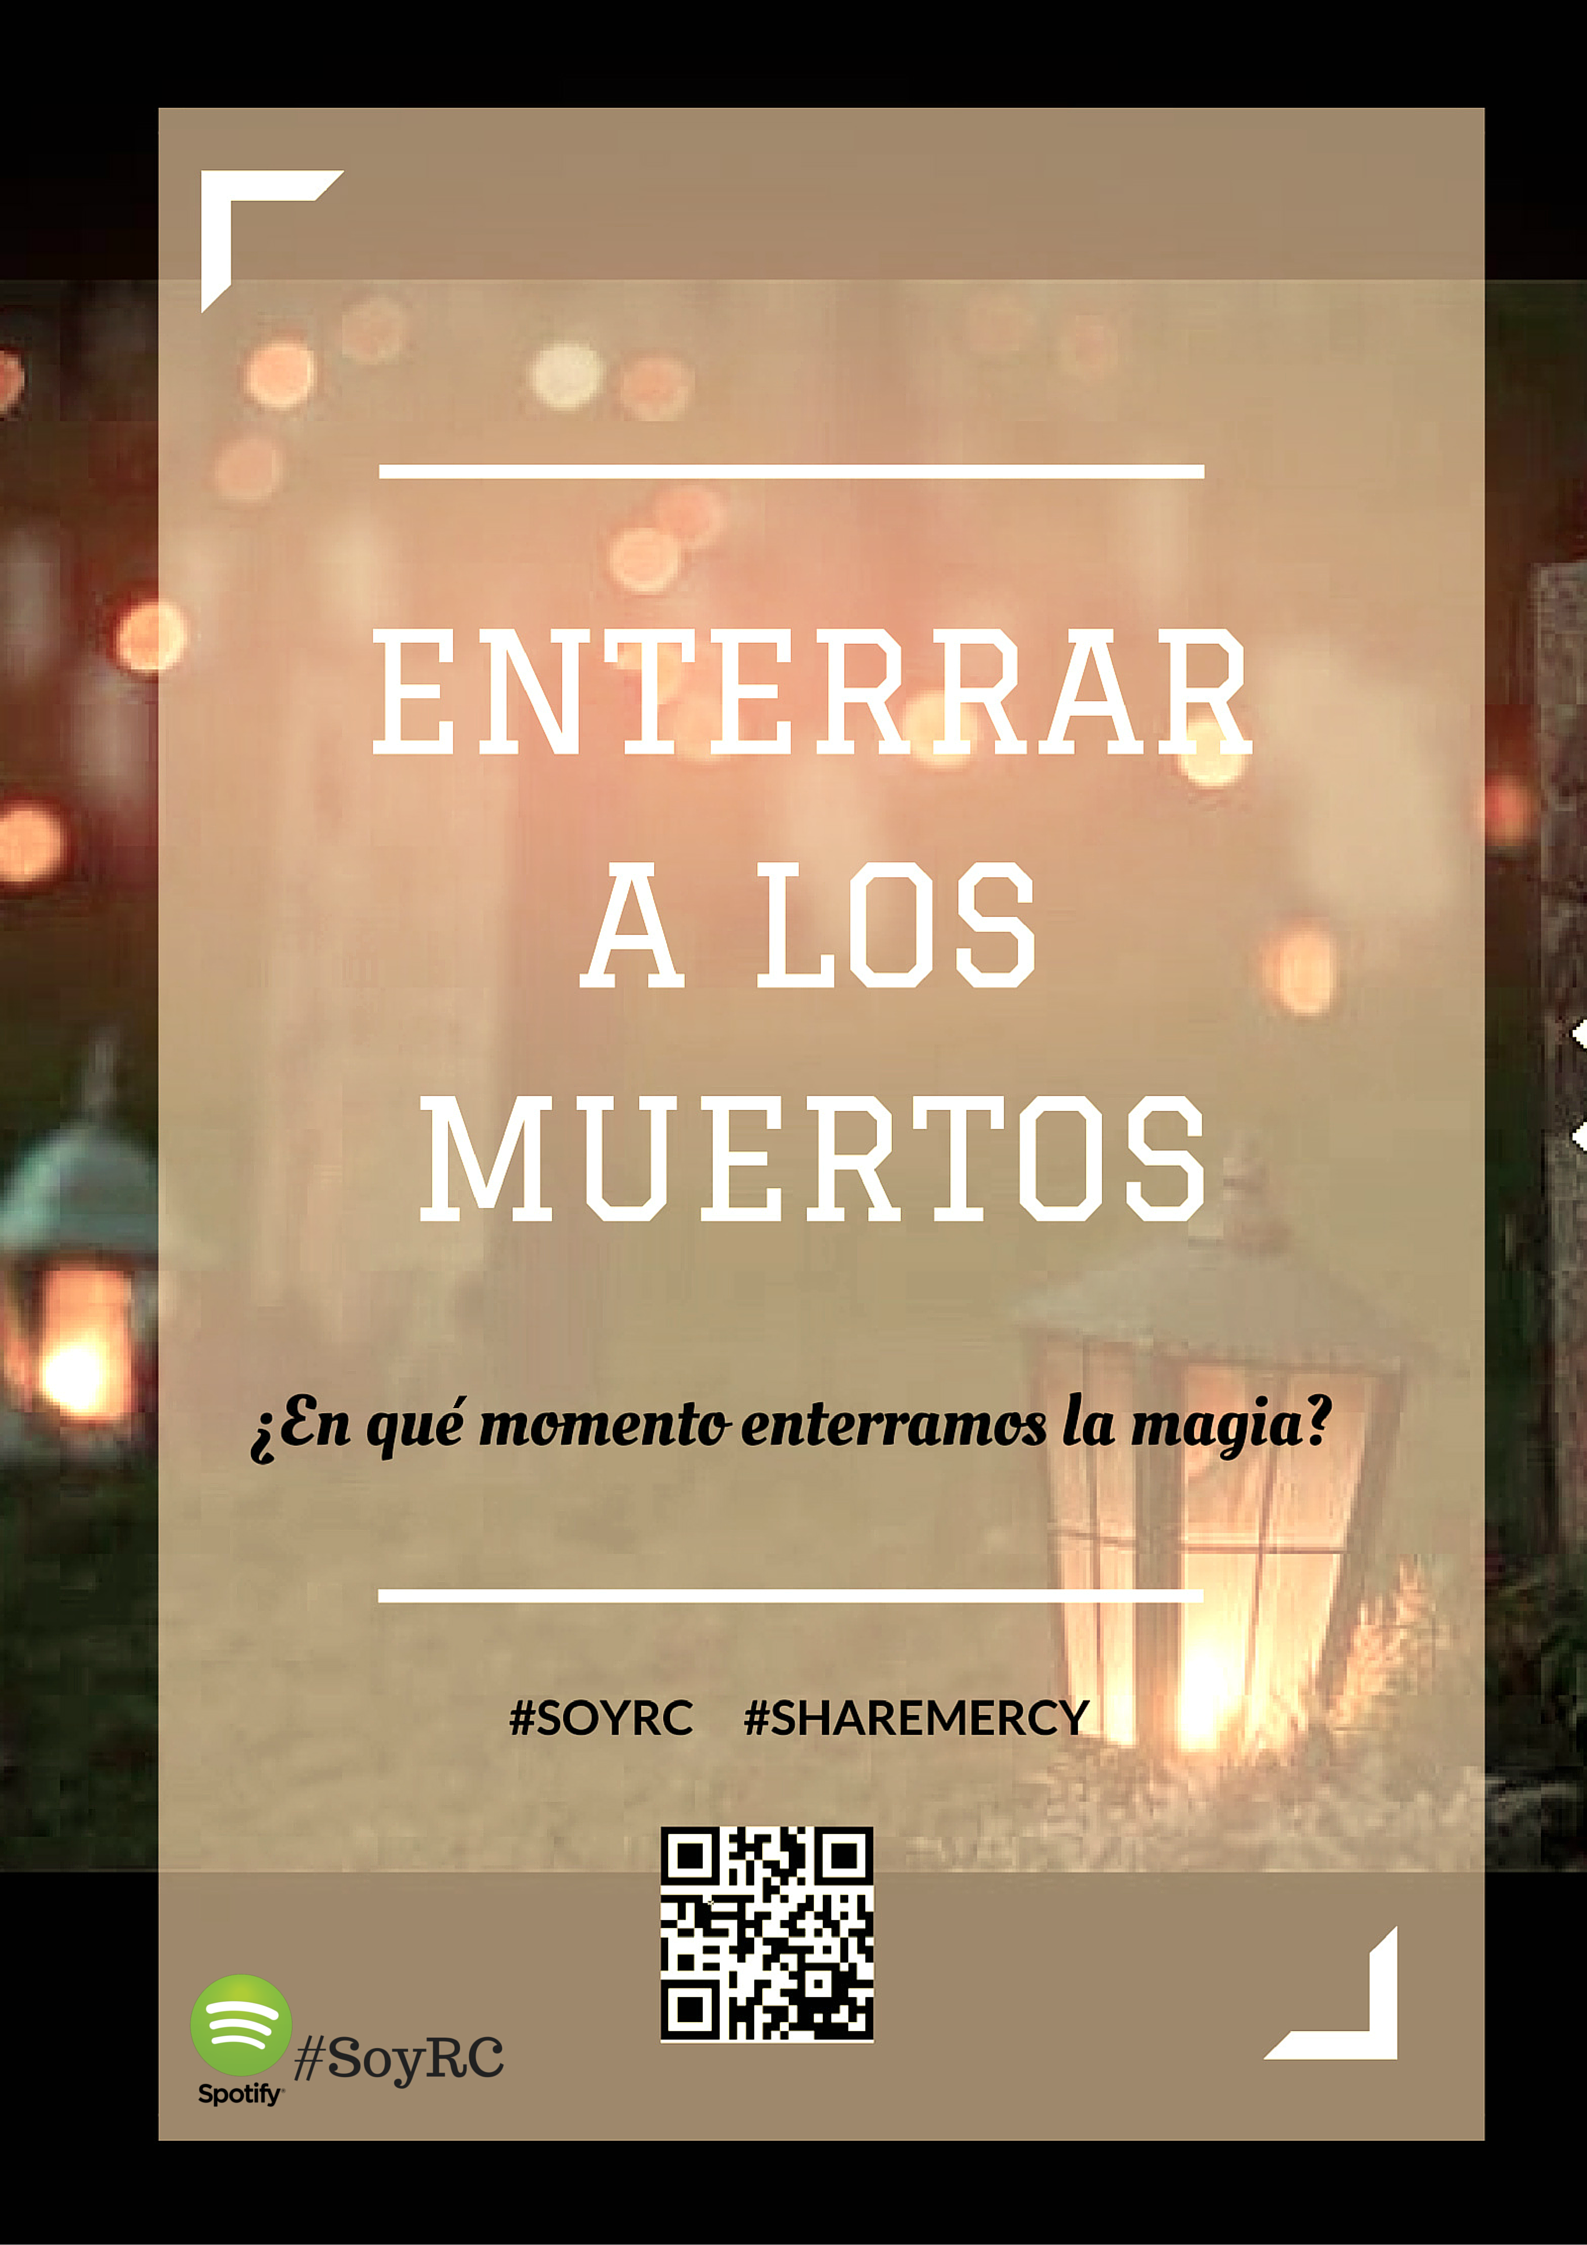 ENTERRAR
A LOS
MUERTOS
¿En qué momento enterramos la magia?
#SOYRC #SHAREMERCY
#SoyRC
Spotify